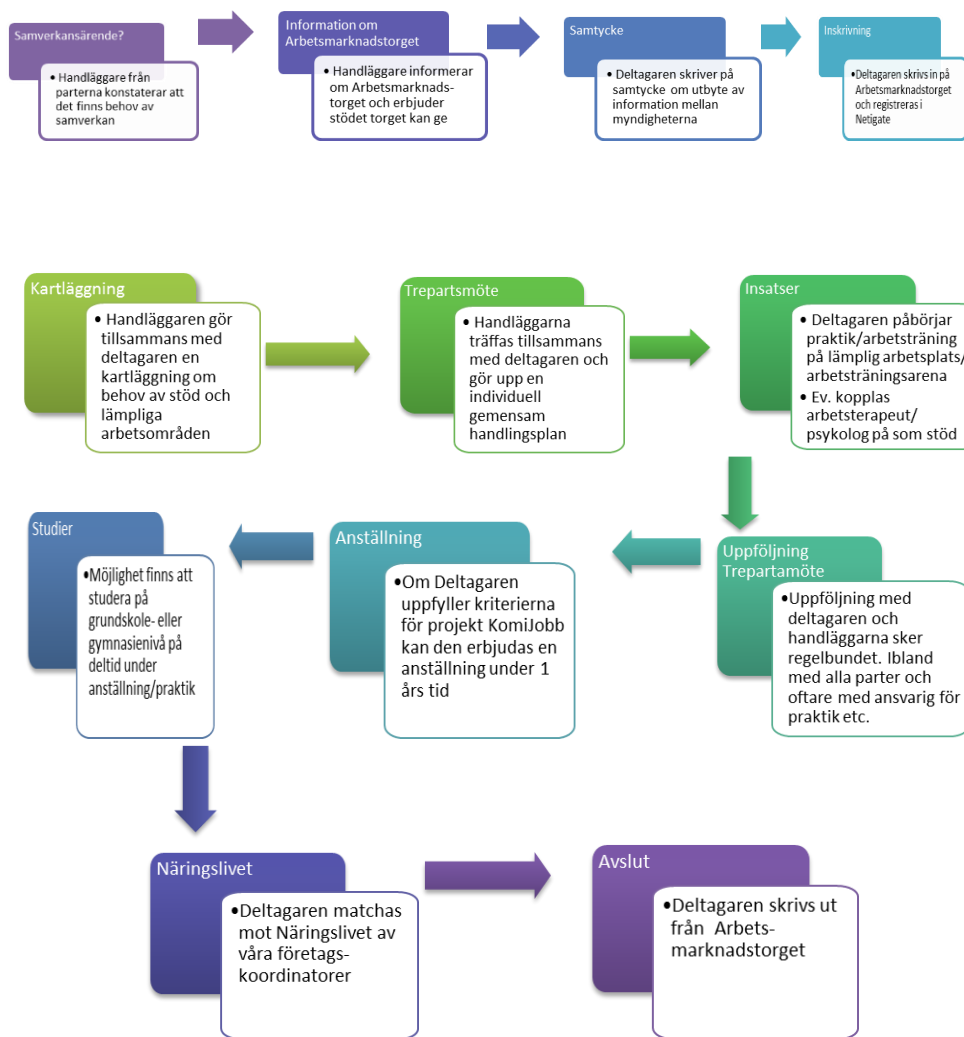 Samverkansärende?
• Handläggare från
parterna konstaterar att
det finns behov av
samverkan
Information om
Arbetsmarknadstorget
• Handläggare informerar
om Arbetsmarknads-
torget och erbjuder
stödet torget kan ge
Samtycke
• Deltagaren skriver på
samtycke om utbyte av
information mellan
myndigheterna
Inskrivning
•Deltagaren skrivs in på
Arbetsmarknadstorget
och registreras i
Netigate
Kartläggning
• Handläggaren gör
tillsammans med
deltagaren en
kartläggning om
behov av stöd och
lämpliga
arbetsområden
Trepartsmöte
• Handläggarna
träffas tillsammans
med deltagaren och
gör upp en
individuell
gemensam
handlingsplan
Insatser
• Deltagaren påbörjar
praktik/arbetsträning
på lämplig arbetsplats/
arbetsträningsarena
• Ev. kopplas
arbetsterapeut/
psykolog på som stöd
Uppföljning
Trepartamöte
•Uppföljning med
deltagaren och
handläggarna sker
regelbundet. Ibland
med alla parter och
oftare med ansvarig för
praktik etc.
Anställning
•Om Deltagaren
uppfyller kriterierna
för projekt KomiJobb
kan den erbjudas en
anställning under 1
års tid
Studier
•Möjlighet finns att
studera på
grundskole- eller
gymnasienivå på
deltid under
anställning/praktik
Näringslivet
•Deltagaren matchas
mot Näringslivet av
våra företags-
koordinatorer
Avslut
•Deltagaren skrivs ut
från Arbets-
marknadstorget